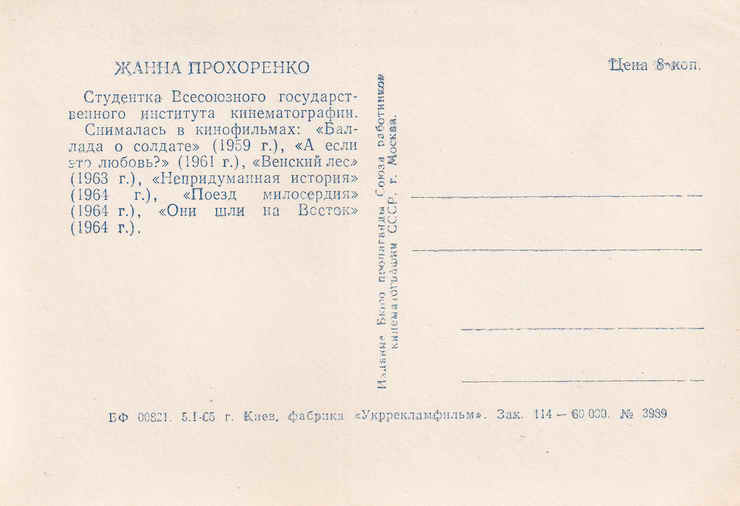 ЖАННА ПРОХОРЕНКО
Студентка Всесоюзного государст-
венного института кинематографии.
Снималась в кинофильмах: «Бал-
лада о солдате» (1959 г.), «А если
это любовь?» (1961 г.), «Венский лес»
(1963 г.), «Непридуманная история»
(1964 г.), «Поезд милосердия»
(1964 г.), «Они шли на Восток»
(1964 г.).
Издание Бюро пропаганды Союза работников
кинематографии СССР, г. Москва.
Цена 8 коп.
БФ 00821. 5.I-65 г. Киев, фабрика «Укррекламфильм». Зак. 114 — 60 000. № 3989